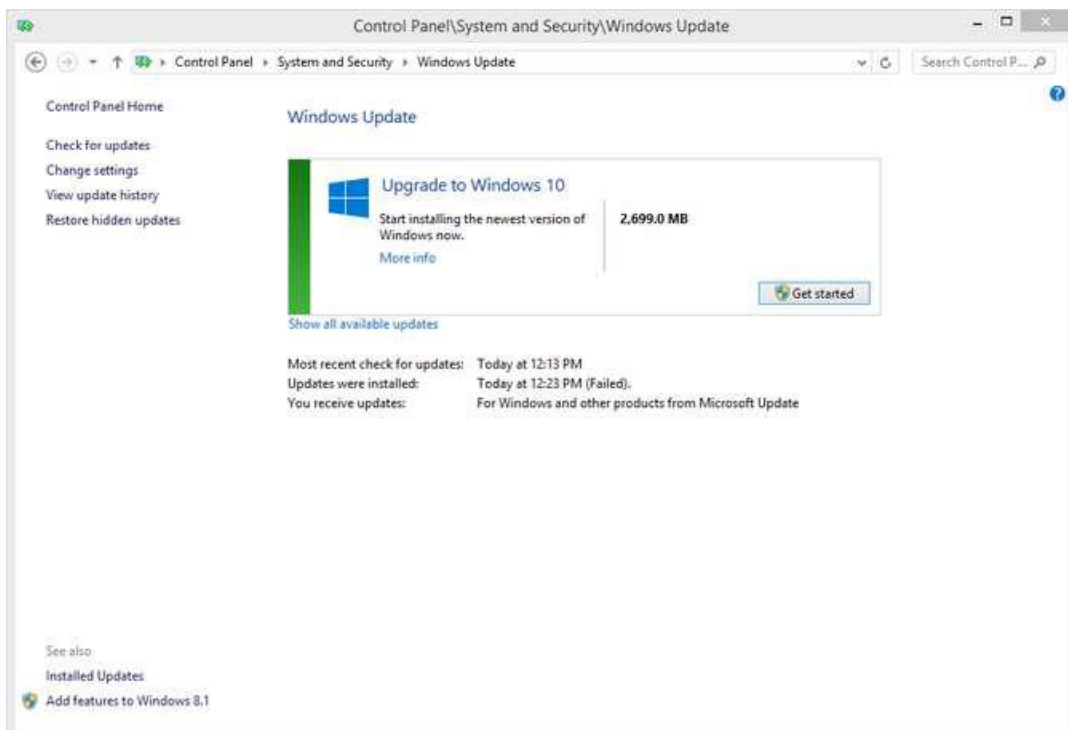 Control Panel\System and Security\Windows Update
Control Panel System and Security Windows Update
Search Control P...
Control Panel Home
Check for updates
Change settings
View update history
Restore hidden updates
Windows Update
Upgrade to Windows 10
Start installing the newest version of
Windows now.
More info
2,699.0 MB
Get started
Show all available updates
Most recent check for updates: Today at 12:13 PM
Updates were installed: Today at 12:23 PM (Failed).
You receive updates: For Windows and other products from Microsoft Update
See also
Installed Updates
Add features to Windows 8.1